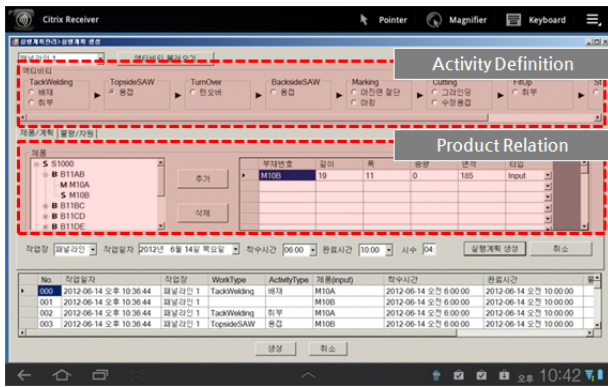 Citrix Receiver
Pointer
Magnifier
Keyboard
실행계획관리>실행계획 생성
패널라인 1
액티비티 불러오기
Activity Definition
액티비티
TackWelding
TopsideSAW
TurnOver
BacksideSAW
Marking
Cutting
FitUp
배재
용접
턴오버
용접
마진면 절단
그라인딩
취부
취부
마킹
수정용접
제품/계획
물량/자원
Product Relation
제품
S S1000
B B11AB
M M10A
S M10B
B B11BC
B B11CD
B B11DE
추가
삭제
부재번호 길이 폭 중량 면적 타입
M10B 19 11 0 185 Input
작업장 패널라인 1 작업일자 2012년 6월 14일 목요일 착수시간 06:00 완료시간 10:00 시수 04: 실행계획 생성 취소
No. 작업일자 작업장 WorkType ActivityType 제품(input) 착수시간 완료시간
000 2012-06-14 오후 10:36:44 패널라인 1 TackWelding 배재 M10A 2012-06-14 오전 6:00:00 2012-06-14 오전 10:00:00
001 2012-06-14 오후 10:36:44 패널라인 1 M10B 2012-06-14 오전 6:00:00 2012-06-14 오전 10:00:00
002 2012-06-14 오후 10:36:44 패널라인 1 TackWelding 취부 M10A 2012-06-14 오전 6:00:00 2012-06-14 오전 10:00:00
003 2012-06-14 오후 10:36:44 패널라인 1 TopsideSAW 용접 M10B 2012-06-14 오전 6:00:00 2012-06-14 오전 10:00:00
생성 취소
오후 10:42